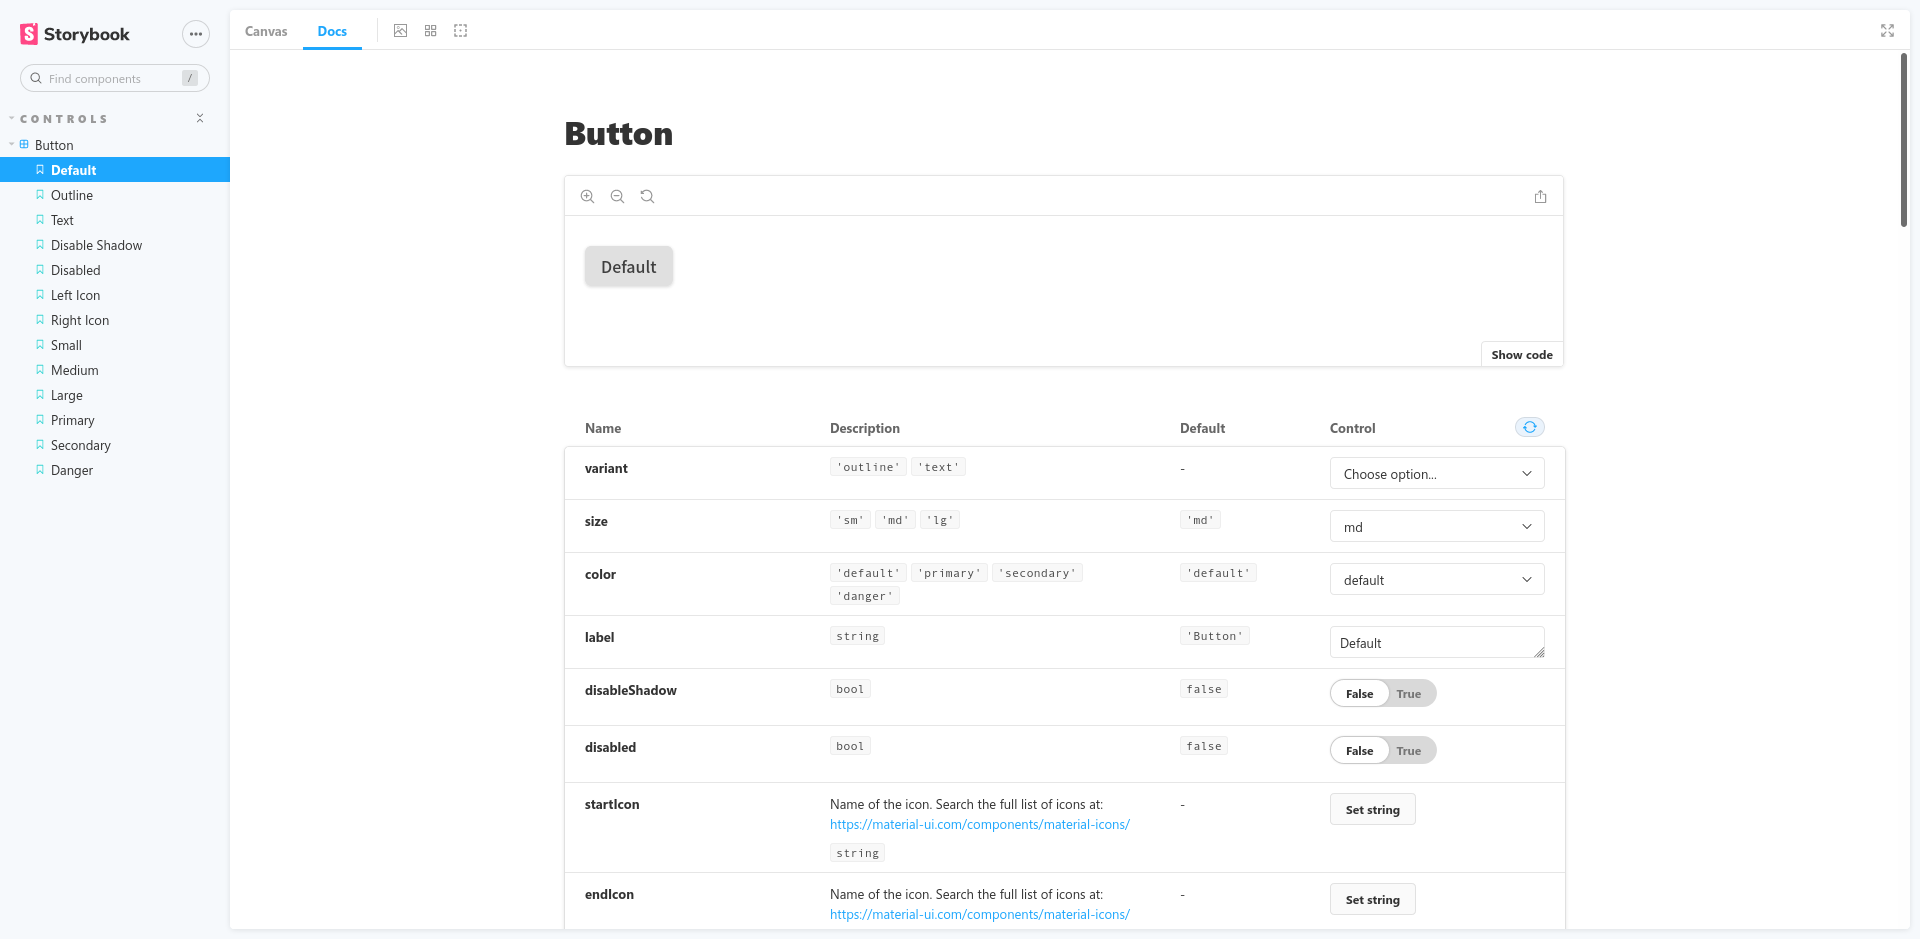 Storybook
Find components /
CONTROLS
Button
Default
Outline
Text
Disable Shadow
Disabled
Left Icon
Right Icon
Small
Medium
Large
Primary
Secondary
Danger
Canvas Docs
Button
Default
Show code
Name Description Default Control
variant 'outline' 'text' - Choose option...
size 'sm' 'md' 'lg' 'md' md
color 'default' 'primary' 'secondary' 'default' default
'danger'
label string 'Button' Default
disableShadow bool false False True
disabled bool false False True
startIcon Name of the icon. Search the full list of icons at: - Set string
https://material-ui.com/components/material-icons/
string
endIcon Name of the icon. Search the full list of icons at: - Set string
https://material-ui.com/components/material-icons/